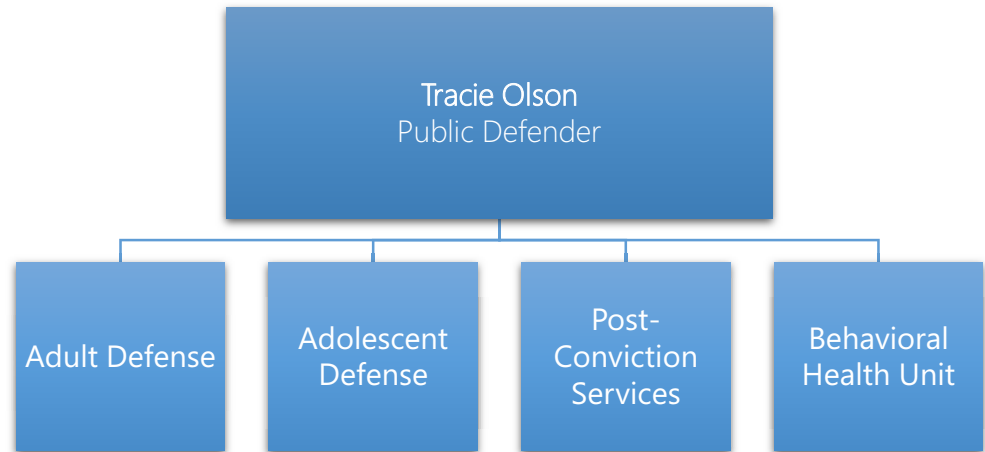 Tracie Olson
Public Defender
Adult Defense
Adolescent
Defense
Post-
Conviction
Services
Behavioral
Health Unit